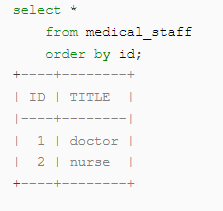 select *
    from medical_staff
    order by id;
+----+--------+
| ID | TITLE  |
|----+--------|
|  1 | doctor |
|  2 | nurse  |
+----+--------+